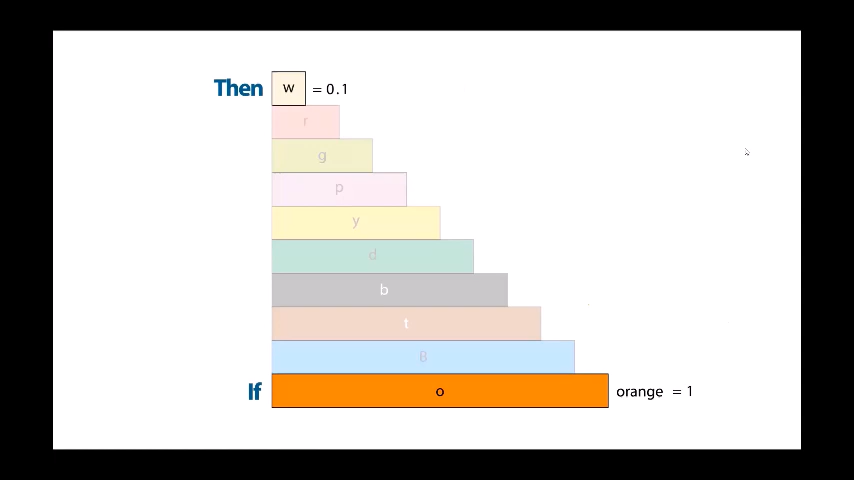 Then w = 0.1
r
g
p
y
d
b
t
B
If o orange = 1